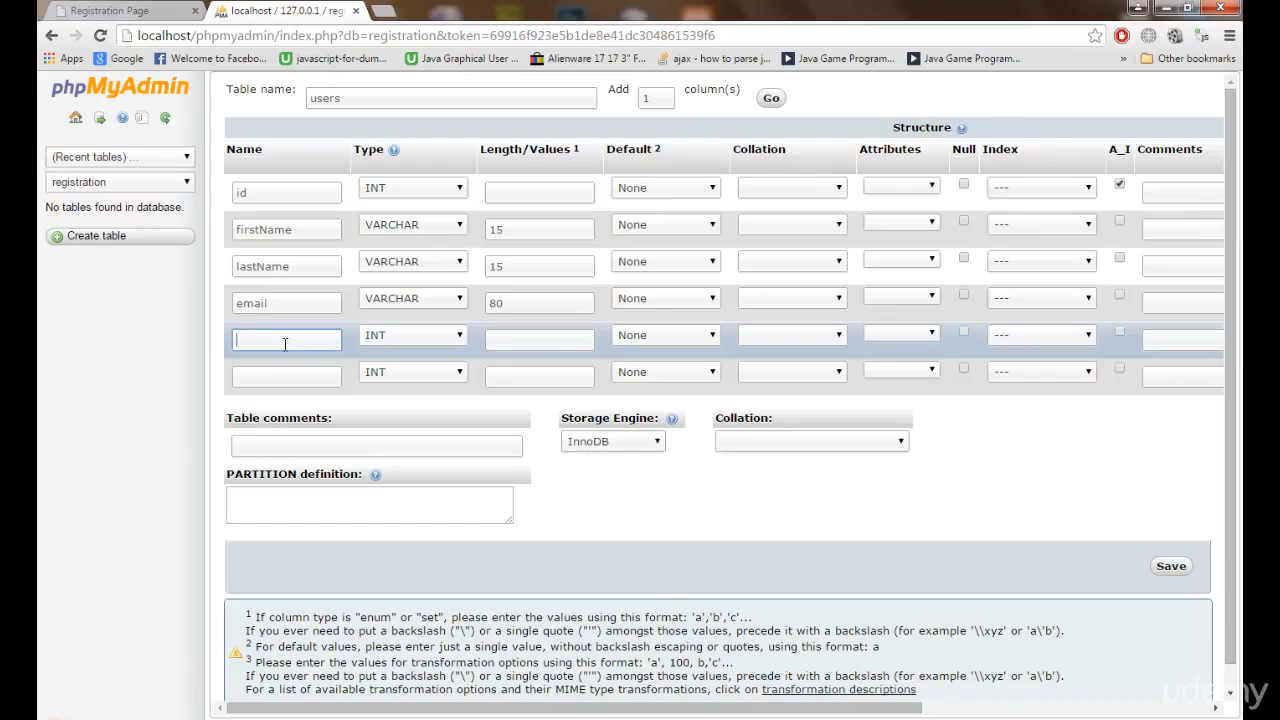 Registration Page
localhost / 127.0.0.1 / regi
localhost/phpmyadmin/index.php?db=registration&token=69916f923e5b1de8e41dc304861539f6
Apps
Google
Welcome to Facebo...
javascript-for-dum...
Java Graphical User ...
Alienware 17 17 3" F...
ajax - how to parse j...
Java Game Program...
Java Game Program...
»
Other bookmarks
phpMyAdmin
(Recent tables) ...
registration
No tables found in database.
Create table
Table name: users Add 1 column(s) Go
Structure
Name Type Length/Values 1 Default 2 Collation Attributes Null Index A_I Comments
id INT None ---
firstName VARCHAR 15 None ---
lastName VARCHAR 15 None ---
email VARCHAR 80 None ---
INT None ---
INT None ---
Table comments: Storage Engine: Collation:
InnoDB
PARTITION definition:
Save
1 If column type is "enum" or "set", please enter the values using this format: 'a','b','c'...
If you ever need to put a backslash ("\") or a single quote ("'") amongst those values, precede it with a backslash (for example '\\xyz' or 'a\'b').
2 For default values, please enter just a single value, without backslash escaping or quotes, using this format: a
3 Please enter the values for transformation options using this format: 'a', 100, b,'c'...
If you ever need to put a backslash ("\") or a single quote ("'") amongst those values, precede it with a backslash (for example '\\xyz' or 'a\'b').
For a list of available transformation options and their MIME type transformations, click on transformation descriptions
udemy